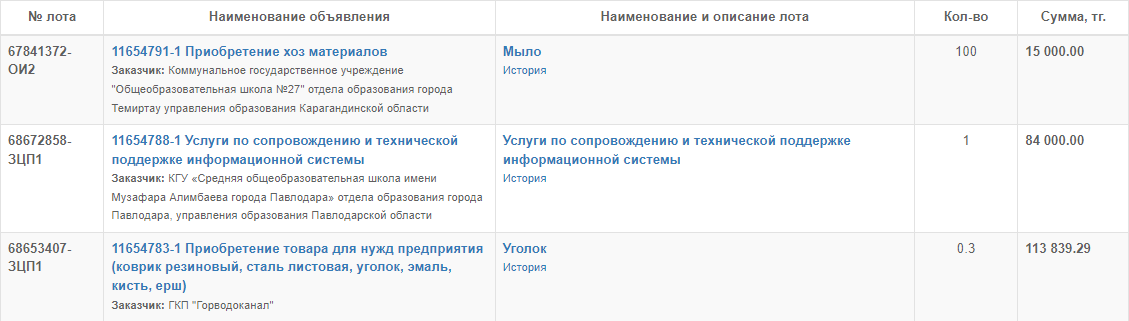 № лота Наименование объявления Наименование и описание лота Кол-во Сумма, тг.
67841372-ОИ2
11654791-1 Приобретение хоз материалов
Заказчик: Коммунальное государственное учреждение
"Общеобразовательная школа №27" отдела образования города
Темиртау управления образования Карагандинской области
Мыло
История
100
15 000.00
68672858-ЗЦП1
11654788-1 Услуги по сопровождению и технической
поддержке информационной системы
Заказчик: КГУ «Средняя общеобразовательная школа имени
Музафара Алимбаева города Павлодара» отдела образования города
Павлодара, управления образования Павлодарской области
Услуги по сопровождению и технической поддержке
информационной системы
История
1
84 000.00
68653407-ЗЦП1
11654783-1 Приобретение товара для нужд предприятия
(коврик резиновый, сталь листовая, уголок, эмаль,
кисть, ерш)
Заказчик: ГКП "Горводоканал"
Уголок
История
0.3
113 839.29